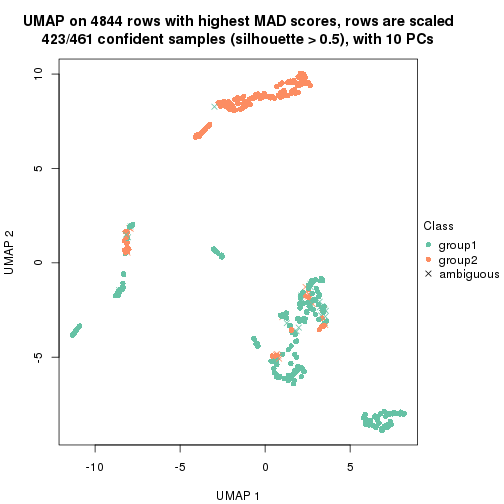 UMAP on 4844 rows with highest MAD scores, rows are scaled
423/461 confident samples (silhouette > 0.5), with 10 PCs
10
5
0
-5
UMAP 2
-10
-5
0
5
UMAP 1
Class
group1
group2
ambiguous